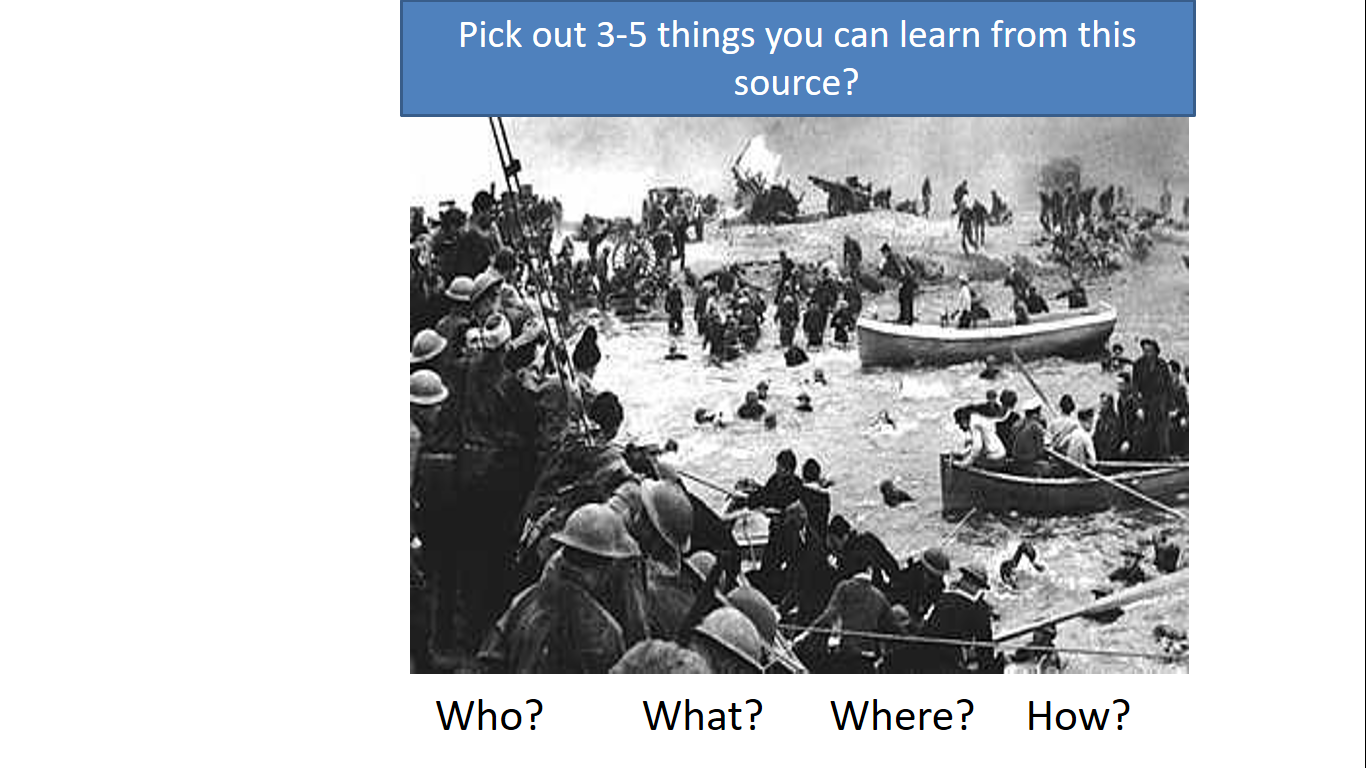 Pick out 3-5 things you can learn from this
source?
Who? What? Where? How?